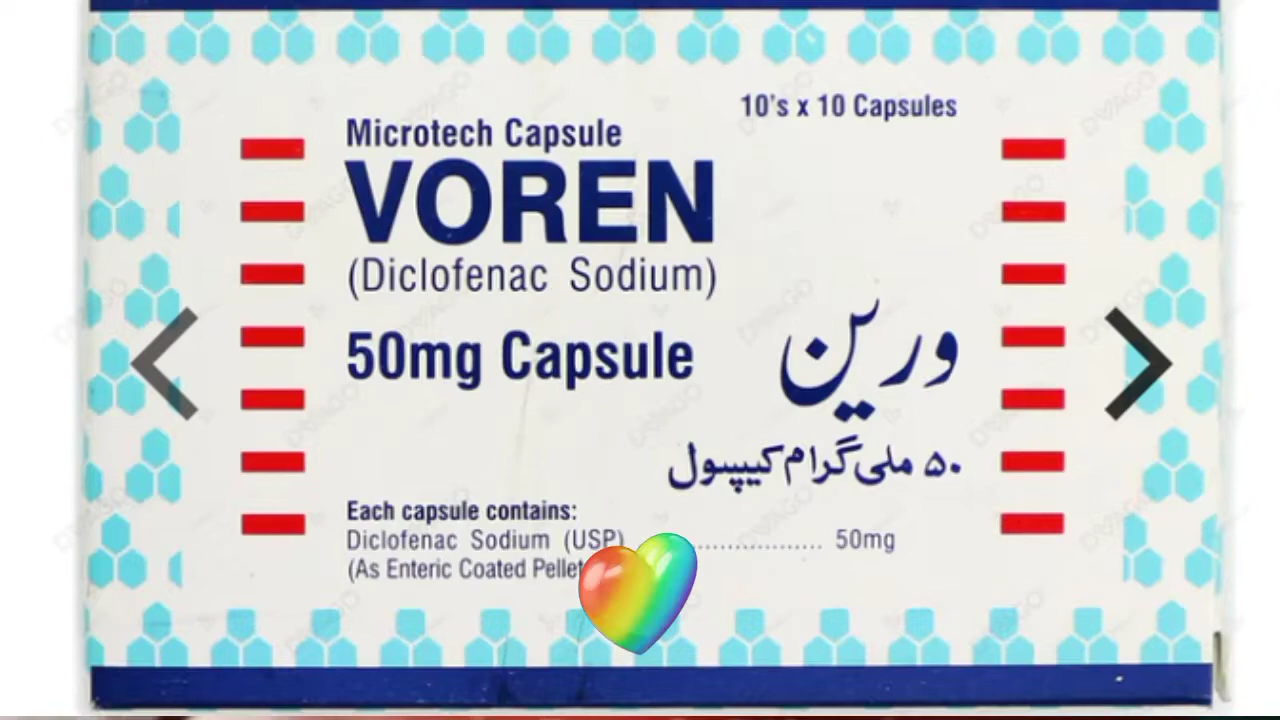 10's x 10 Capsules
Microtech Capsule
VOREN
(Diclofenac Sodium)
50mg Capsule
ورین
۵۰ ملی گرام کیپسول
Each capsule contains:
Diclofenac Sodium (USP) .................. 50mg
(As Enteric Coated